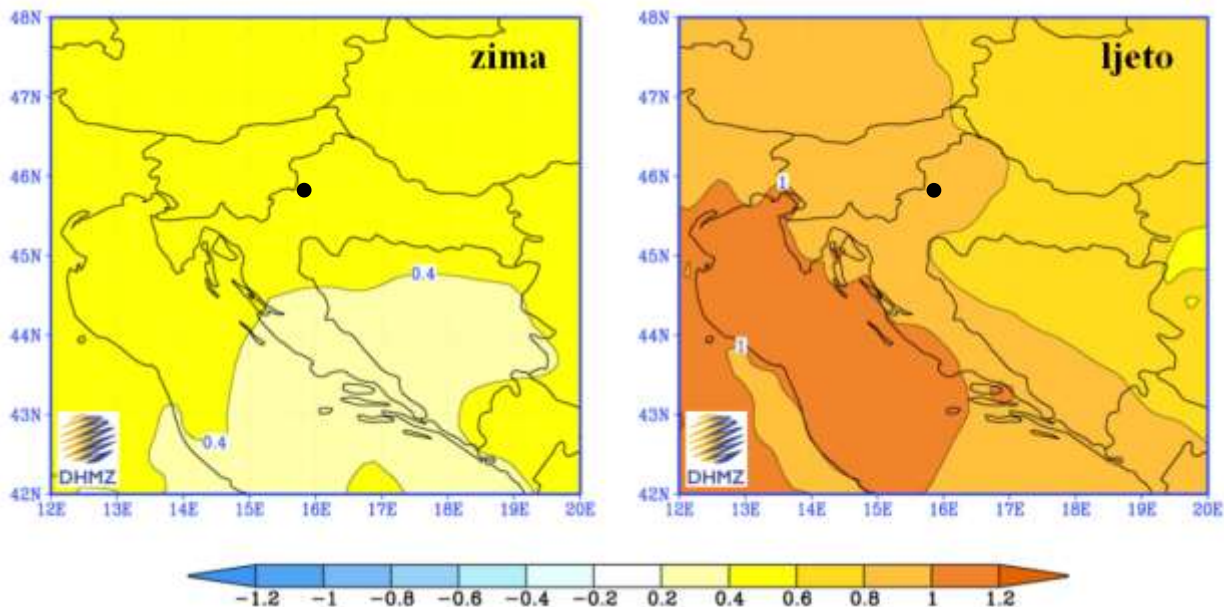 48N
47N
46N
45N
44N
43N
42N
12E 13E 14E 15E 16E 17E 18E 19E 20E
zima
0.4
0.4
DHMZ
48N
47N
46N
45N
44N
43N
42N
12E 13E 14E 15E 16E 17E 18E 19E 20E
ljeto
1
1
DHMZ
-1.2 -1 -0.8 -0.6 -0.4 -0.2 0.2 0.4 0.6 0.8 1 1.2